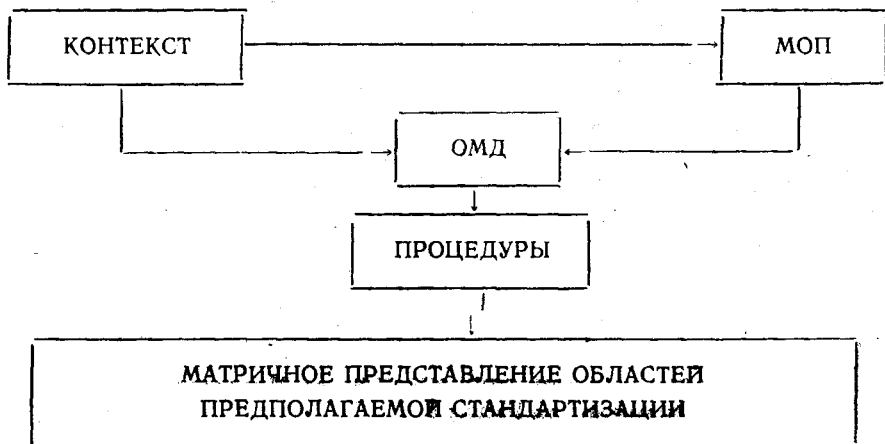 КОНТЕКСТ
МОП
ОМД
ПРОЦЕДУРЫ
МАТРИЧНОЕ ПРЕДСТАВЛЕНИЕ ОБЛАСТЕЙ
ПРЕДПОЛАГАЕМОЙ СТАНДАРТИЗАЦИИ